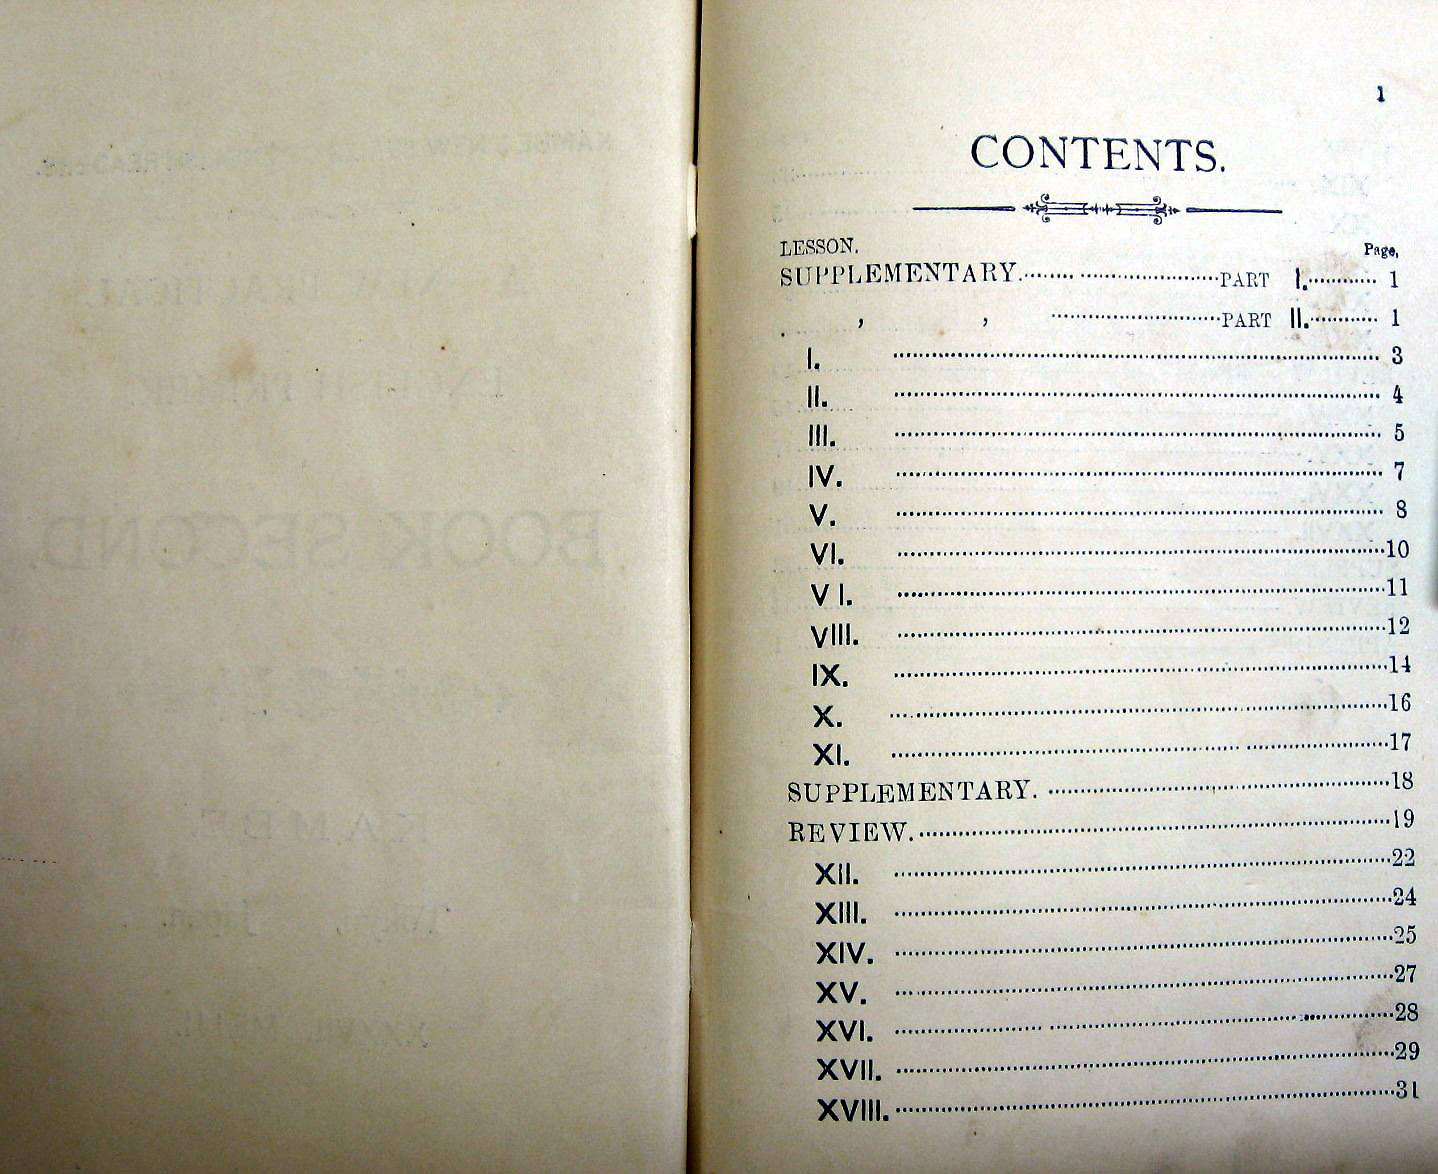 1
CONTENTS.
LESSON. Page,
SUPPLEMENTARY. PART I. 1
, , PART II. 1
I. 3
II. 4
III. 5
IV. 7
V. 8
VI. 10
V I. 11
VIII. 12
IX. 14
X. 16
XI. 17
SUPPLEMENTARY. 18
REVIEW. 19
XII. 22
XIII. 24
XIV. 25
XV. 27
XVI. 28
XVII. 29
XVIII. 31